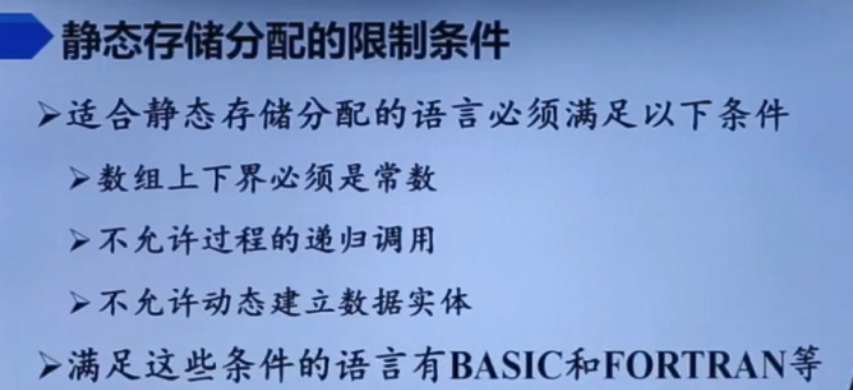 静态存储分配的限制条件
➢适合静态存储分配的语言必须满足以下条件
➢数组上下界必须是常数
➢不允许过程的递归调用
➢不允许动态建立数据实体
➢满足这些条件的语言有BASIC和FORTRAN等